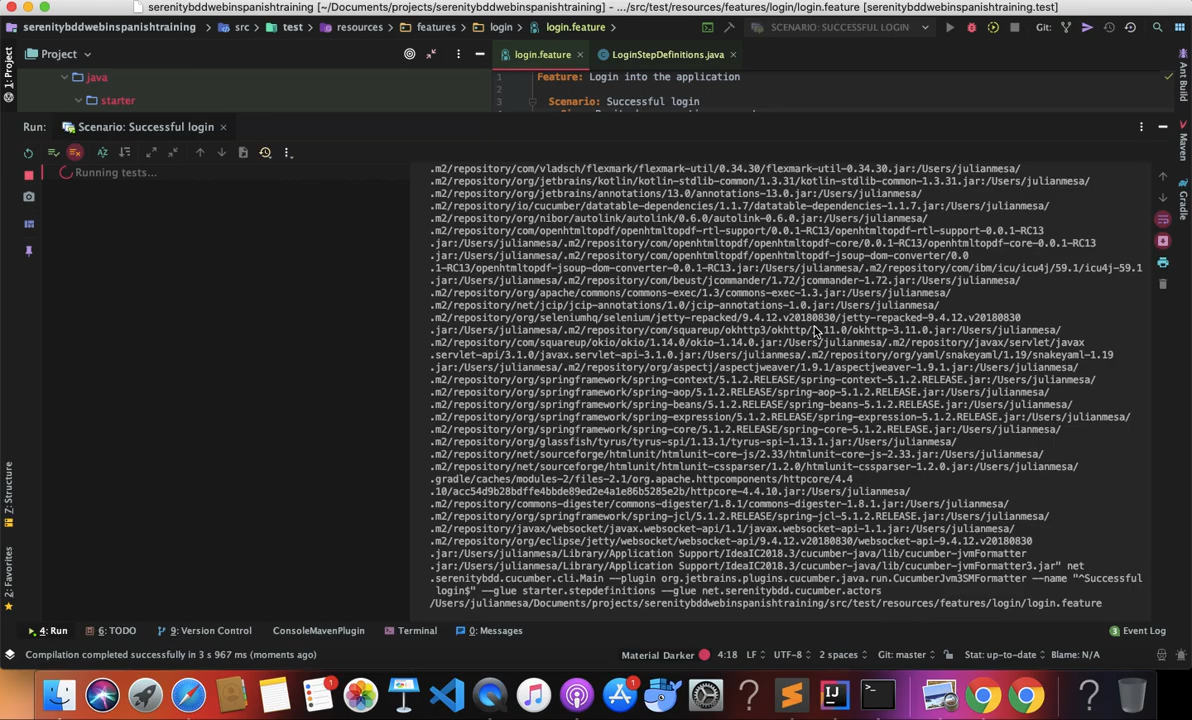 serenitybddwebinspanishtraining [~/Documents/projects/serenitybddwebinspanishtraining] - .../src/test/resources/features/login/login.feature [serenitybddwebinspanishtraining]
serenitybddwebinspanishtraining
src
test
resources
features
login
login.feature
SCENARIO: SUCCESSFUL LOGIN
Git:
1: Project
Project
login.feature
LoginStepDefinitions.java
Ant Build
java
starter
1 Feature: Login into the application
2
3 Scenario: Successful login
Run: Scenario: Successful login
Maven
Gradle
Running tests...
.m2/repository/com/vladsch/flexmark/flexmark-util/0.34.30/flexmark-util-0.34.30.jar:/Users/julianmesa/
.m2/repository/org/jetbrains/kotlin/kotlin-stdlib-common/1.3.31/kotlin-stdlib-common-1.3.31.jar:/Users/julianmesa/
.m2/repository/org/jetbrains/annotations/13.0/annotations-13.0.jar:/Users/julianmesa/
.m2/repository/io/cucumber/datatable-dependencies/1.1.7/datatable-dependencies-1.1.7.jar:/Users/julianmesa/
.m2/repository/org/nibor/autolink/autolink/0.6.0/autolink-0.6.0.jar:/Users/julianmesa/
.m2/repository/com/openhtmltopdf/openhtmltopdf-rtl-support/0.0.1-RC13/openhtmltopdf-rtl-support-0.0.1-RC13
.jar:/Users/julianmesa/.m2/repository/com/openhtmltopdf/openhtmltopdf-core/0.0.1-RC13/openhtmltopdf-core-0.0.1-RC13
.jar:/Users/julianmesa/.m2/repository/com/openhtmltopdf/openhtmltopdf-jsoup-dom-converter/0.0
.1-RC13/openhtmltopdf-jsoup-dom-converter-0.0.1-RC13.jar:/Users/julianmesa/.m2/repository/com/ibm/icu/icu4j/59.1/icu4j-59.1
.jar:/Users/julianmesa/.m2/repository/com/beust/jcommander/1.72/jcommander-1.72.jar:/Users/julianmesa/
.m2/repository/org/apache/commons/commons-exec/1.3/commons-exec-1.3.jar:/Users/julianmesa/
.m2/repository/net/jcip/jcip-annotations/1.0/jcip-annotations-1.0.jar:/Users/julianmesa/
.m2/repository/org/seleniumhq/selenium/jetty-repacked/9.4.12.v20180830/jetty-repacked-9.4.12.v20180830
.jar:/Users/julianmesa/.m2/repository/com/squareup/okhttp3/okhttp/3.11.0/okhttp-3.11.0.jar:/Users/julianmesa/
.m2/repository/com/squareup/okio/okio/1.14.0/okio-1.14.0.jar:/Users/julianmesa/.m2/repository/javax/servlet/javax
.servlet-api/3.1.0/javax.servlet-api-3.1.0.jar:/Users/julianmesa/.m2/repository/org/yaml/snakeyaml/1.19/snakeyaml-1.19
.jar:/Users/julianmesa/.m2/repository/org/aspectj/aspectjweaver/1.9.1/aspectjweaver-1.9.1.jar:/Users/julianmesa/
.m2/repository/org/springframework/spring-context/5.1.2.RELEASE/spring-context-5.1.2.RELEASE.jar:/Users/julianmesa/
.m2/repository/org/springframework/spring-aop/5.1.2.RELEASE/spring-aop-5.1.2.RELEASE.jar:/Users/julianmesa/
.m2/repository/org/springframework/spring-beans/5.1.2.RELEASE/spring-beans-5.1.2.RELEASE.jar:/Users/julianmesa/
.m2/repository/org/springframework/spring-expression/5.1.2.RELEASE/spring-expression-5.1.2.RELEASE.jar:/Users/julianmesa/
.m2/repository/org/springframework/spring-core/5.1.2.RELEASE/spring-core-5.1.2.RELEASE.jar:/Users/julianmesa/
.m2/repository/org/glassfish/tyrus/tyrus-spi/1.13.1/tyrus-spi-1.13.1.jar:/Users/julianmesa/
.m2/repository/net/sourceforge/htmlunit/htmlunit-core-js/2.33/htmlunit-core-js-2.33.jar:/Users/julianmesa/
.m2/repository/net/sourceforge/htmlunit/htmlunit-cssparser/1.2.0/htmlunit-cssparser-1.2.0.jar:/Users/julianmesa/
.gradle/caches/modules-2/files-2.1/org.apache.httpcomponents/httpcore/4.4
.10/acc54d9b28bdffe4bbde89ed2e4a1e86b5285e2b/httpcore-4.4.10.jar:/Users/julianmesa/
.m2/repository/commons-digester/commons-digester/1.8.1/commons-digester-1.8.1.jar:/Users/julianmesa/
.m2/repository/org/springframework/spring-jcl/5.1.2.RELEASE/spring-jcl-5.1.2.RELEASE.jar:/Users/julianmesa/
.m2/repository/javax/websocket/javax.websocket-api/1.1/javax.websocket-api-1.1.jar:/Users/julianmesa/
.m2/repository/org/eclipse/jetty/websocket/websocket-api/9.4.12.v20180830/websocket-api-9.4.12.v20180830
.jar:/Users/julianmesa/Library/Application Support/IdeaIC2018.3/cucumber-java/lib/cucumber-jvmFormatter
.jar:/Users/julianmesa/Library/Application Support/IdeaIC2018.3/cucumber-java/lib/cucumber-jvmFormatter3.jar" net
.serenitybdd.cucumber.cli.Main --plugin org.jetbrains.plugins.cucumber.java.run.CucumberJvm3SMFormatter --name "^Successful
login$" --glue starter.stepdefinitions --glue net.serenitybdd.cucumber.actors
/Users/julianmesa/Documents/projects/serenitybddwebinspanishtraining/src/test/resources/features/login/login.feature
Z: Structure
2: Favorites
4: Run
6: TODO
9: Version Control
ConsoleMavenPlugin
Terminal
0: Messages
3 Event Log
Compilation completed successfully in 3 s 967 ms (moments ago)
Material Darker
4:18
LF
UTF-8
2 spaces
Git: master
Stat: up-to-date
Blame: N/A
1
1
IJ